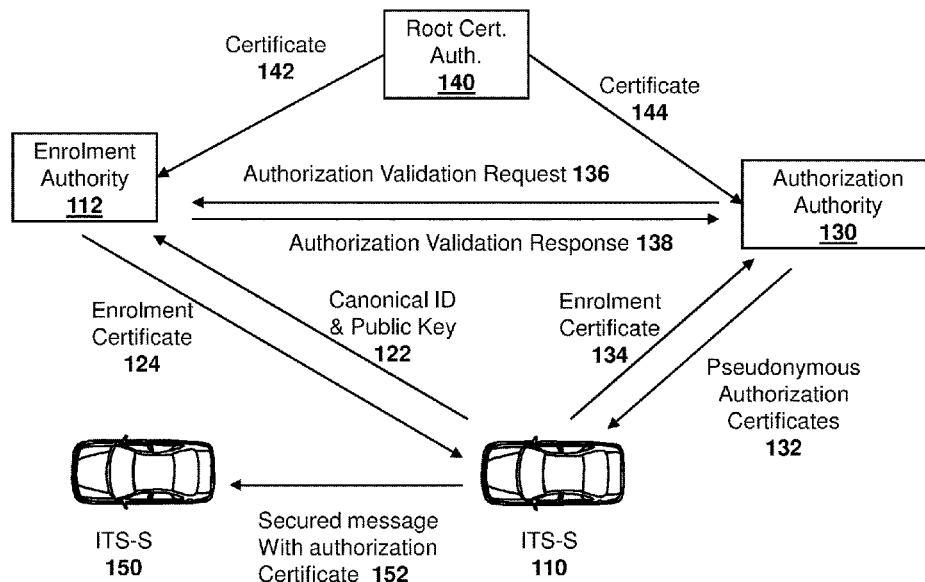 Root Cert.
Auth.
140
Certificate
142
Certificate
144
Enrolment
Authority
112
Authorization Validation Request 136
Authorization
Authority
130
Authorization Validation Response 138
Enrolment
Certificate
124
Canonical ID
& Public Key
122
Enrolment
Certificate
134
Pseudonymous
Authorization
Certificates
132
ITS-S
150
Secured message
With authorization
Certificate 152
ITS-S
110